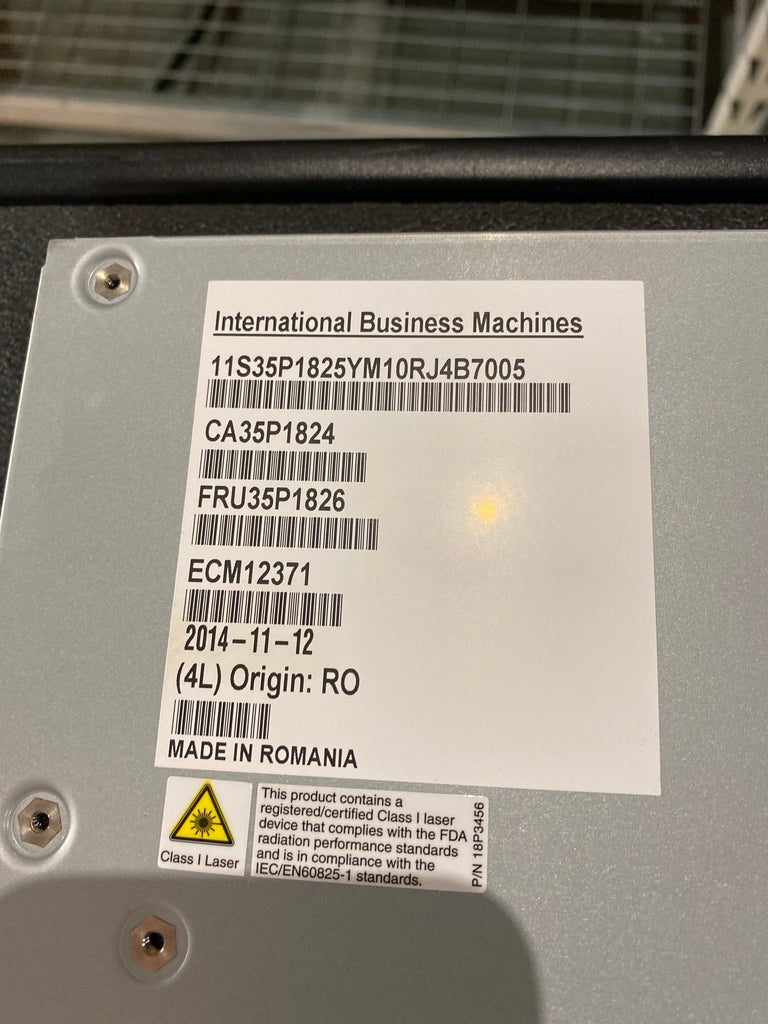 International Business Machines
11S35P1825YM10RJ4B7005
CA35P1824
FRU35P1826
ECM12371
2014-11-12
(4L) Origin: RO
MADE IN ROMANIA
Class I Laser
This product contains a
registered/certified Class I laser
device that complies with the FDA
radiation performance standards
and is in compliance with the
IEC/EN60825-1 standards.
P/N 18P3456